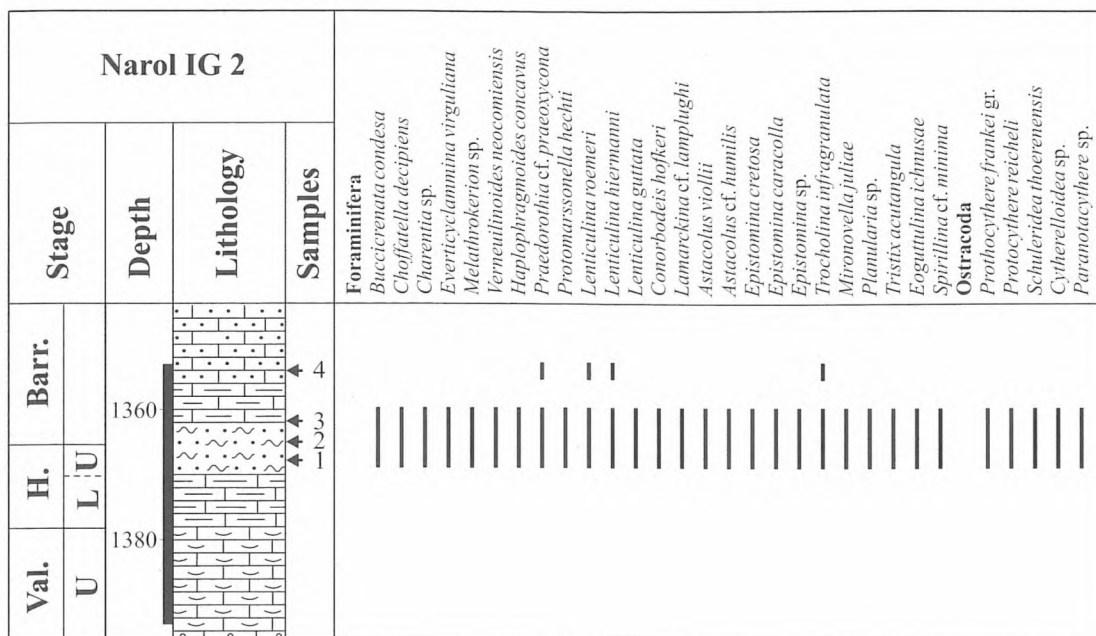 Narol IG 2
Stage
Depth
Lithology
Samples
Foraminifera
Buccicrenata condesa
Choffatella decipiens
Charentia sp.
Everticyclammina virguliana
Melathrokerion sp.
Verneuilinoides neocomiensis
Haplophragmoides concavus
Praedorothia cf. praeoxycona
Protomarssonella hechti
Lenticulina roemeri
Lenticulina hiermanni
Lenticulina guttata
Conorbodeis hofkeri
Lamarckina cf. lamplughi
Astacolus viollii
Astacolus cf. humilis
Epistomina cretosa
Epistomina caracolla
Epistomina sp.
Trocholina infragranulata
Mironovella juliae
Planularia sp.
Tristix acutangula
Eoguttulina ichnusae
Spirillina cf. minima
Ostracoda
Prothocythere frankei gr.
Protocythere reicheli
Schuleridea thoerenensis
Cytherelloidea sp.
Paranotacythere sp.
Barr.
H.
U
L
Val.
U
1360
1380
4
3
2
1